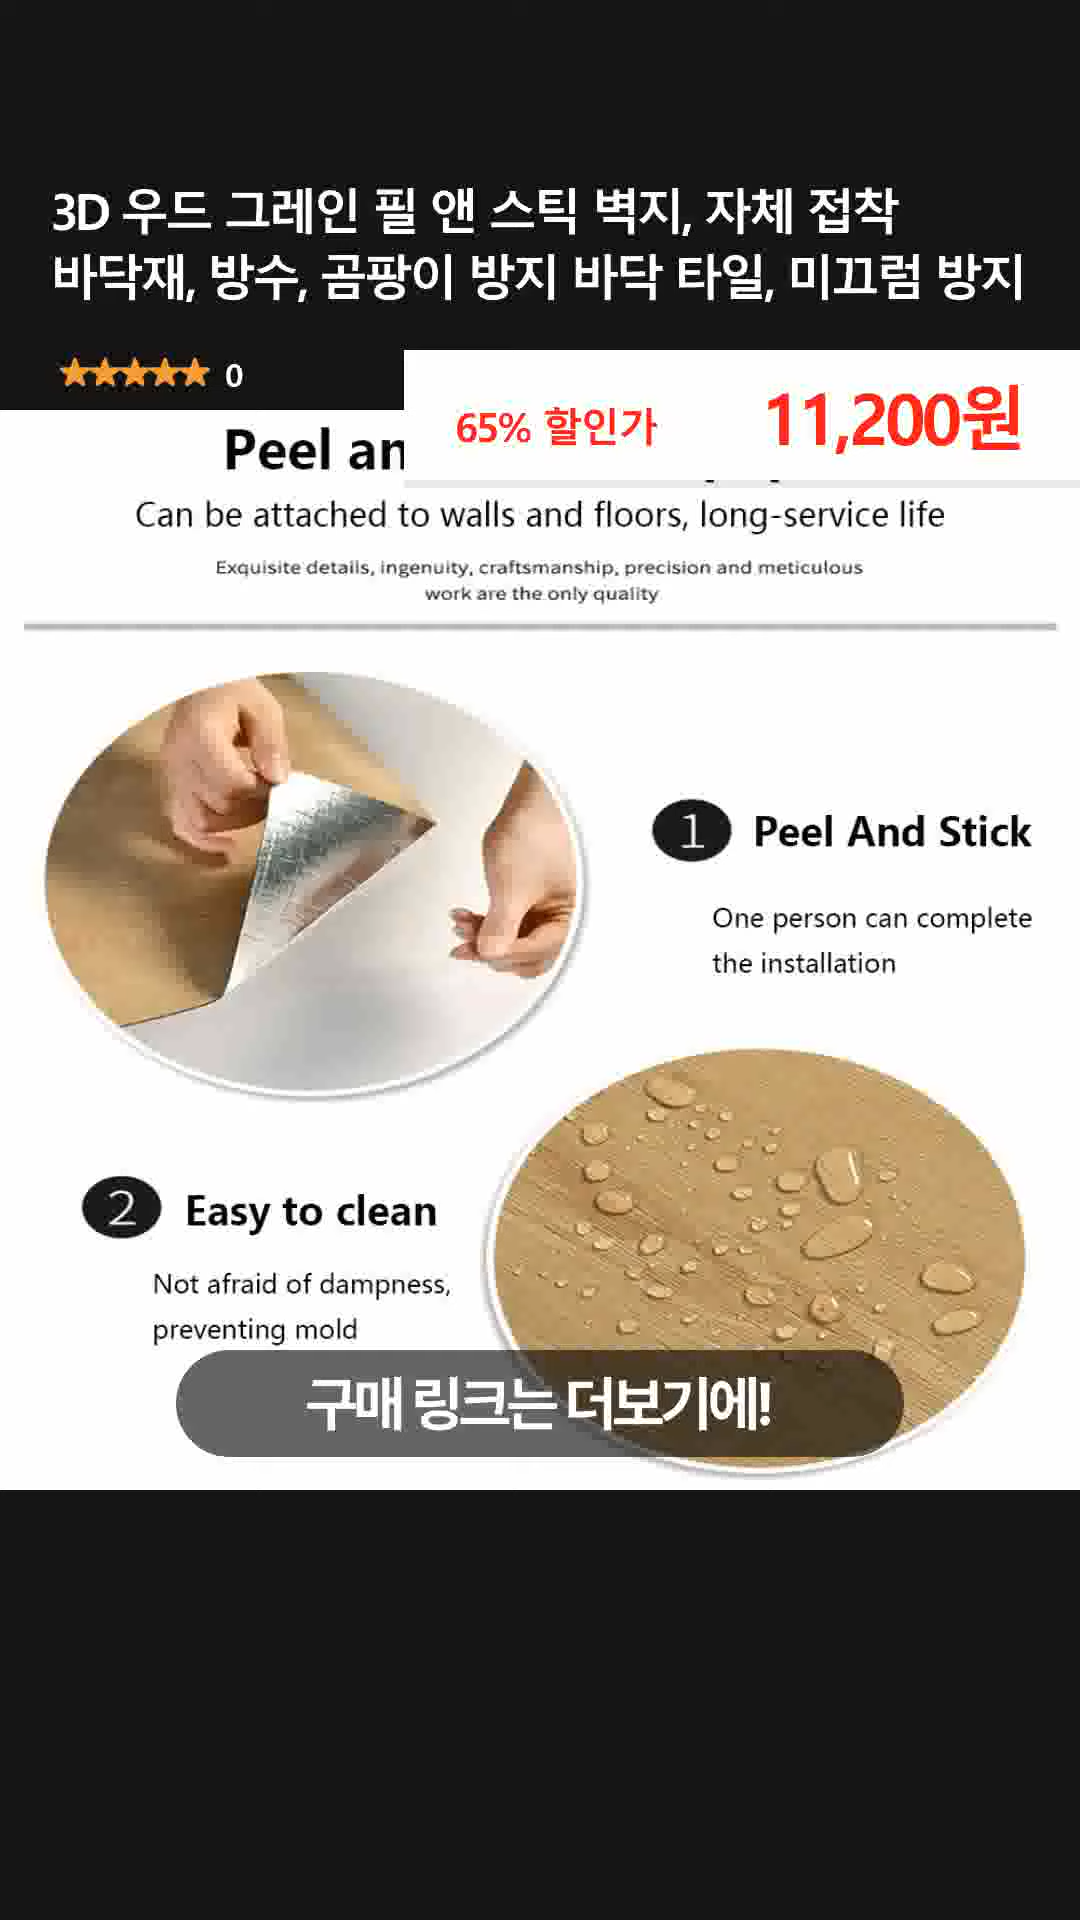 3D 우드 그레인 필 앤 스틱 벽지, 자체 접착
바닥재, 방수, 곰팡이 방지 바닥 타일, 미끄럼 방지
0
65% 할인가 11,200원
Peel an
Can be attached to walls and floors, long-service life
Exquisite details, ingenuity, craftsmanship, precision and meticulous
work are the only quality
1 Peel And Stick
One person can complete
the installation
2 Easy to clean
Not afraid of dampness,
preventing mold
구매 링크는 더보기에!